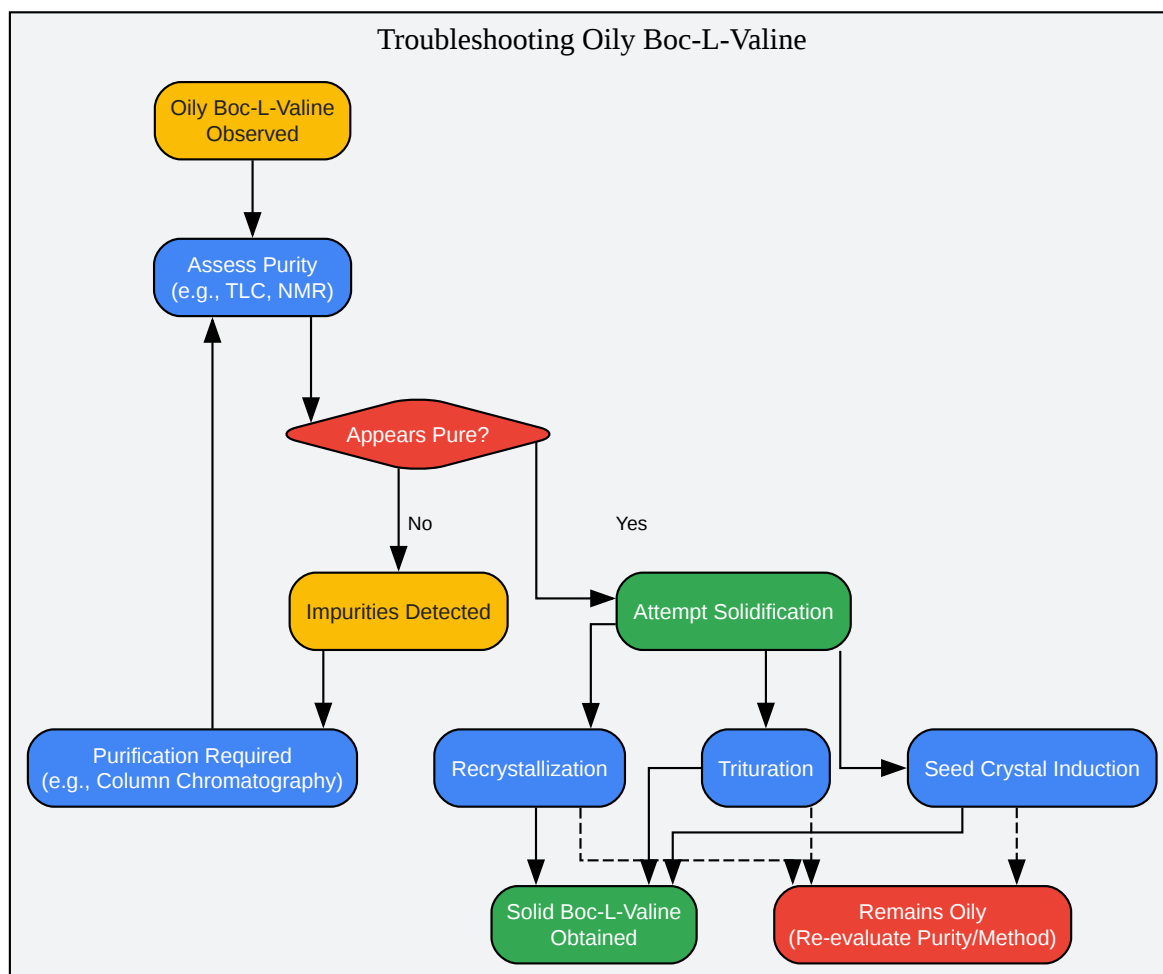 Troubleshooting Oily Boc-L-Valine
Oily Boc-L-Valine
Observed
Assess Purity
(e.g., TLC, NMR)
Appears Pure?
No
Yes
Impurities Detected
Attempt Solidification
Purification Required
(e.g., Column Chromatography)
Recrystallization
Trituration
Seed Crystal Induction
Solid Boc-L-Valine
Obtained
Remains Oily
(Re-evaluate Purity/Method)